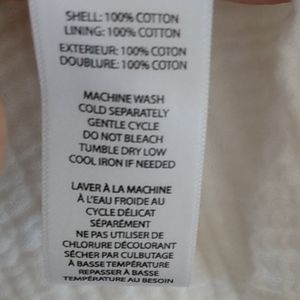 SHELL: 100% COTTON
LINING: 100% COTTON
EXTERIEUR: 100% COTON
DOUBLURE: 100% COTON
MACHINE WASH
COLD SEPARATELY
GENTLE CYCLE
DO NOT BLEACH
TUMBLE DRY LOW
COOL IRON IF NEEDED
LAVER À LA MACHINE
À L'EAU FROIDE AU
CYCLE DÉLICAT
SÉPARÉMENT
NE PAS UTILISER DE
CHLORURE DÉCOLORANT
SÉCHER PAR CULBUTAGE
À BASSE TEMPÉRATURE
REPASSER À BASSE
TEMPÉRATURE AU BESOIN